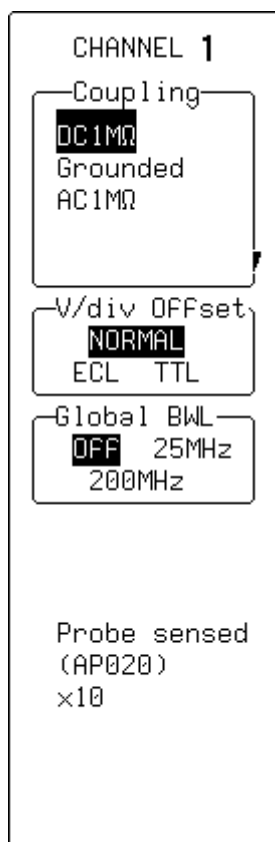 CHANNEL 1
Coupling
DC1MΩ
Grounded
AC1MΩ
V/div OFFset
NORMAL
ECL TTL
Global BWL
OFF 25MHz
200MHz
Probe sensed
(AP020)
×10